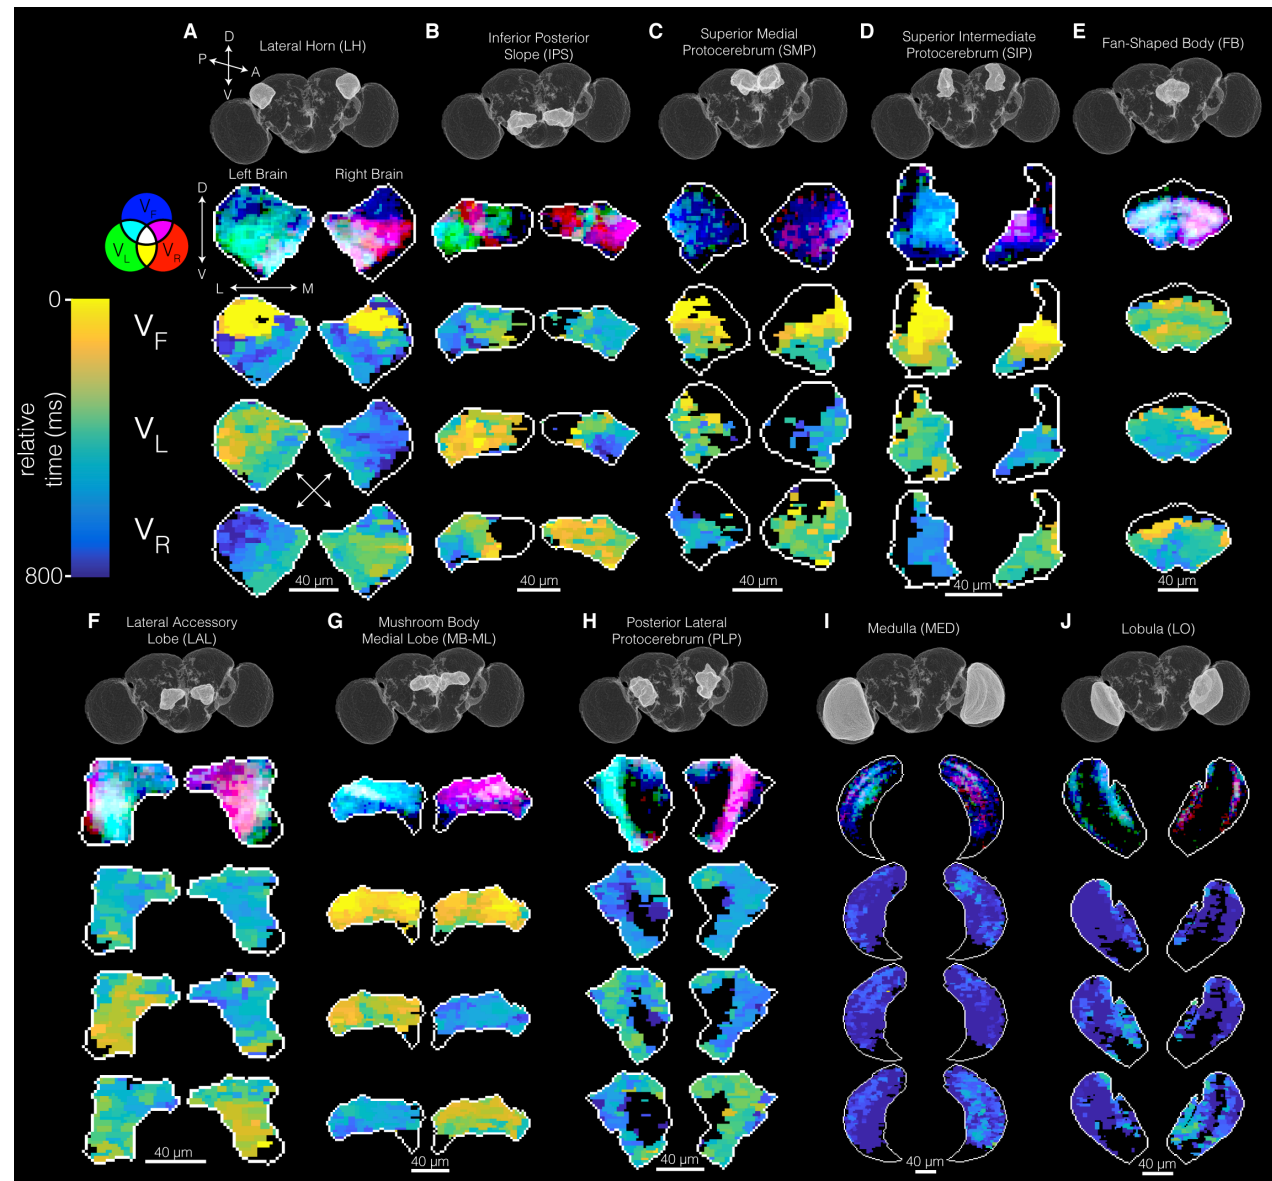 A Lateral Horn (LH)
B Inferior Posterior
Slope (IPS)
C Superior Medial
Protocerebrum (SMP)
D Superior Intermediate
Protocerebrum (SIP)
E Fan-Shaped Body (FB)
D
P
A
V
Left Brain
Right Brain
D
V
L
M
VF
VL
VR
0
800
relative
time (ms)
VF
VL
VR
40 µm
40 µm
40 µm
40 µm
40 µm
F Lateral Accessory
Lobe (LAL)
G Mushroom Body
Medial Lobe (MB-ML)
H Posterior Lateral
Protocerebrum (PLP)
I Medulla (MED)
J Lobula (LO)
40 µm
40 µm
40 µm
40 µm
40 µm